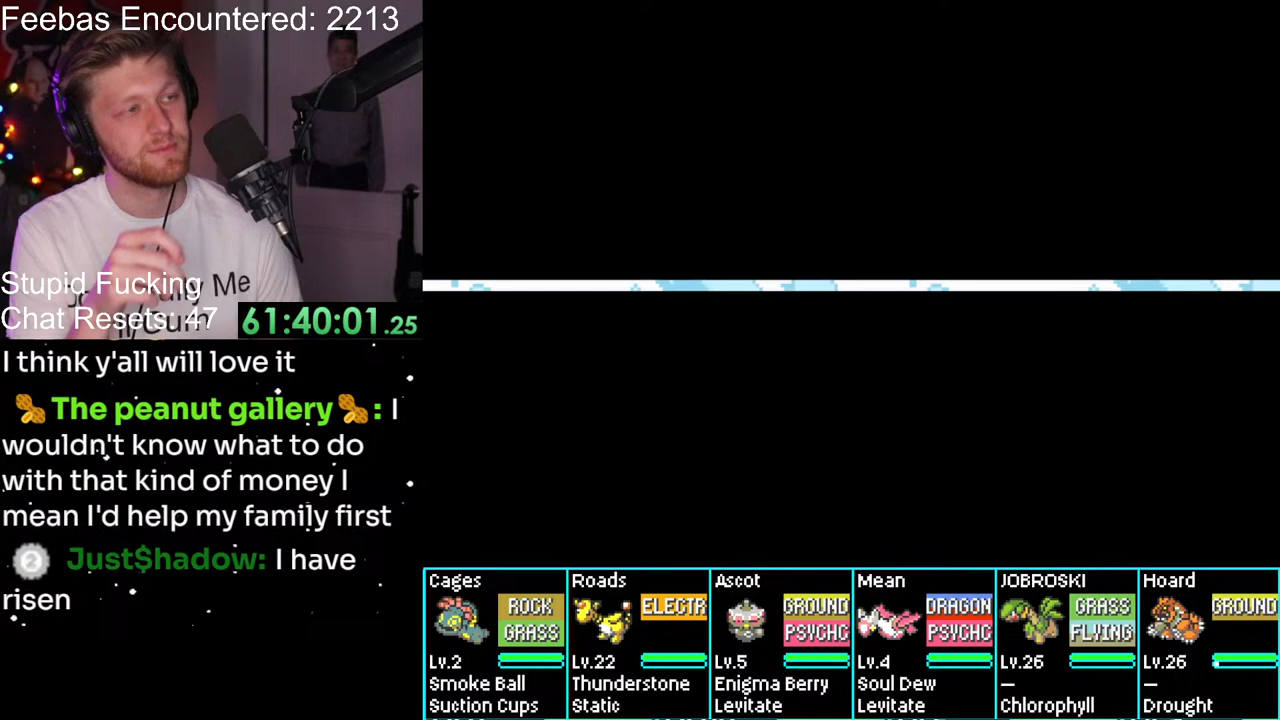 Feebas Encountered: 2213
Stupid Fucking
Chat Resets: 47
61:40:01.25
I think y'all will love it
The peanut gallery : I
wouldn't know what to do
with that kind of money I
mean I'd help my family first
2 Just$hadow: I have
risen
Cages
ROCK
GRASS
Lv.2
Smoke Ball
Suction Cups
Roads
ELECTR
Lv.22
Thunderstone
Static
Ascot
GROUND
PSYCHC
Lv.5
Enigma Berry
Levitate
Mean
DRAGON
PSYCHC
Lv.4
Soul Dew
Levitate
JOBROSKI
GRASS
FLYING
Lv.26
—
Chlorophyll
Hoard
GROUND
Lv.26
—
Drought